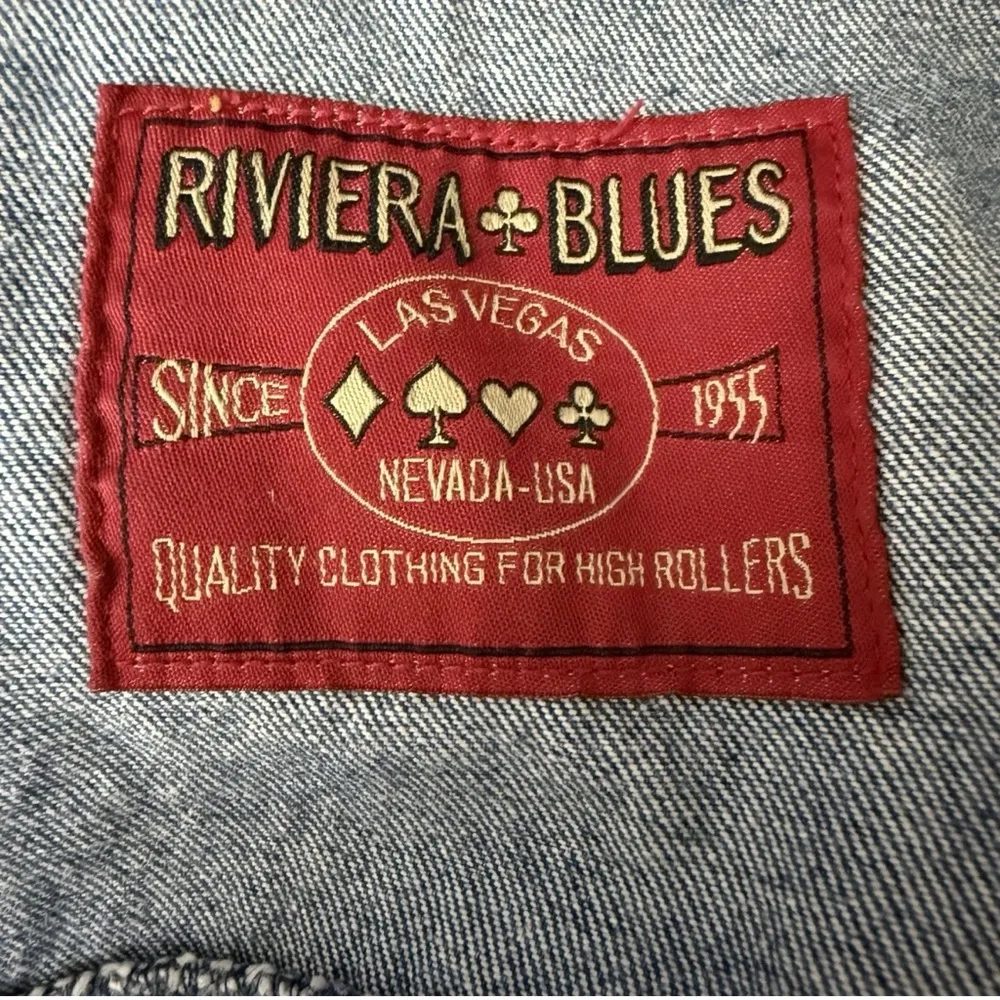 RIVIERA♣BLUES
LAS VEGAS
SINCE ♦♠♥♣ 1955
NEVADA-USA
QUALITY CLOTHING FOR HIGH ROLLERS